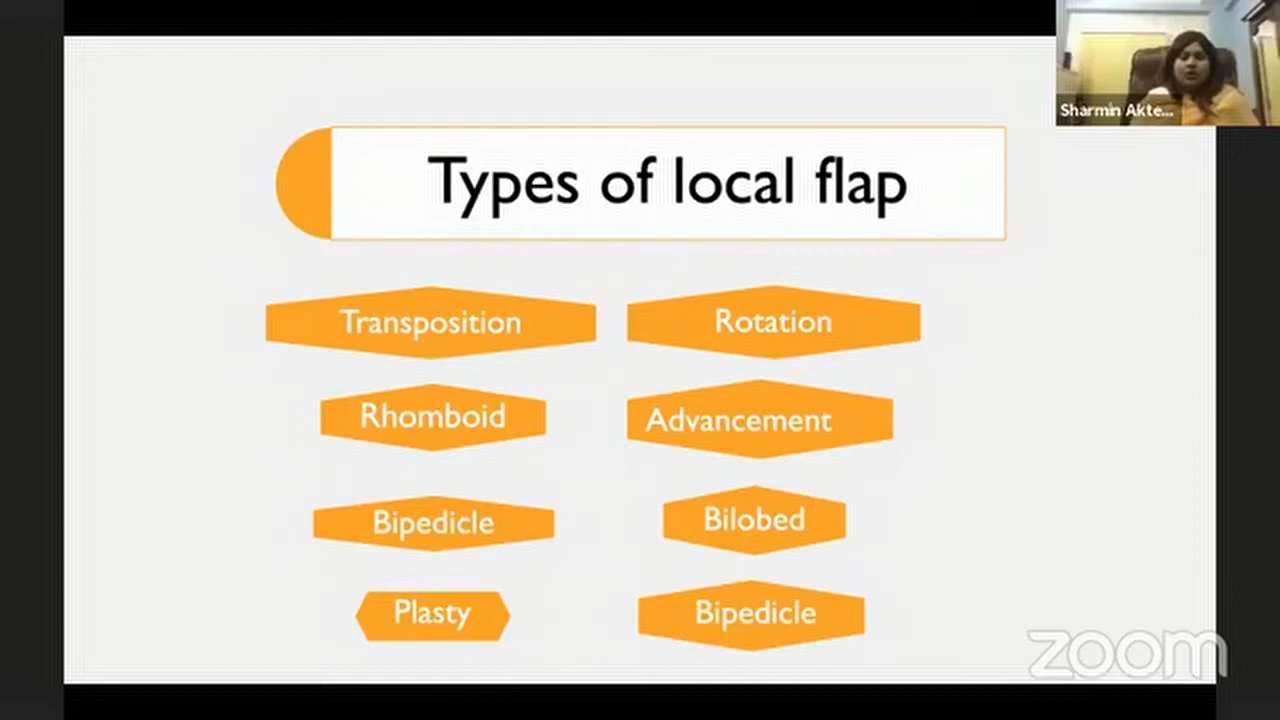 Sharmin Akte...
Types of local flap
Transposition
Rotation
Rhomboid
Advancement
Bipedicle
Bilobed
Plasty
Bipedicle
zoom